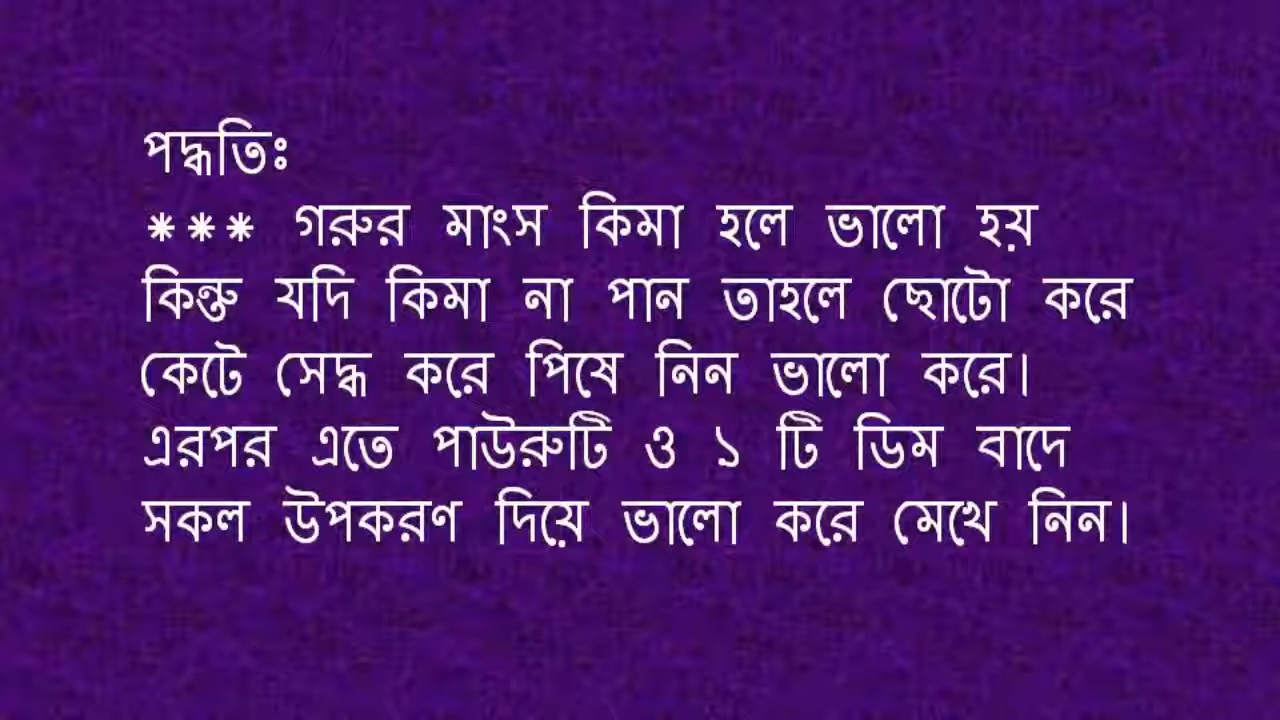 পদ্ধতিঃ
*** গরুর মাংস কিমা হলে ভালো হয়
কিন্তু যদি কিমা না পান তাহলে ছোটো করে
কেটে সেদ্ধ করে পিষে নিন ভালো করে।
এরপর এতে পাউরুটি ও ১ টি ডিম বাদে
সকল উপকরণ দিয়ে ভালো করে মেখে নিন।